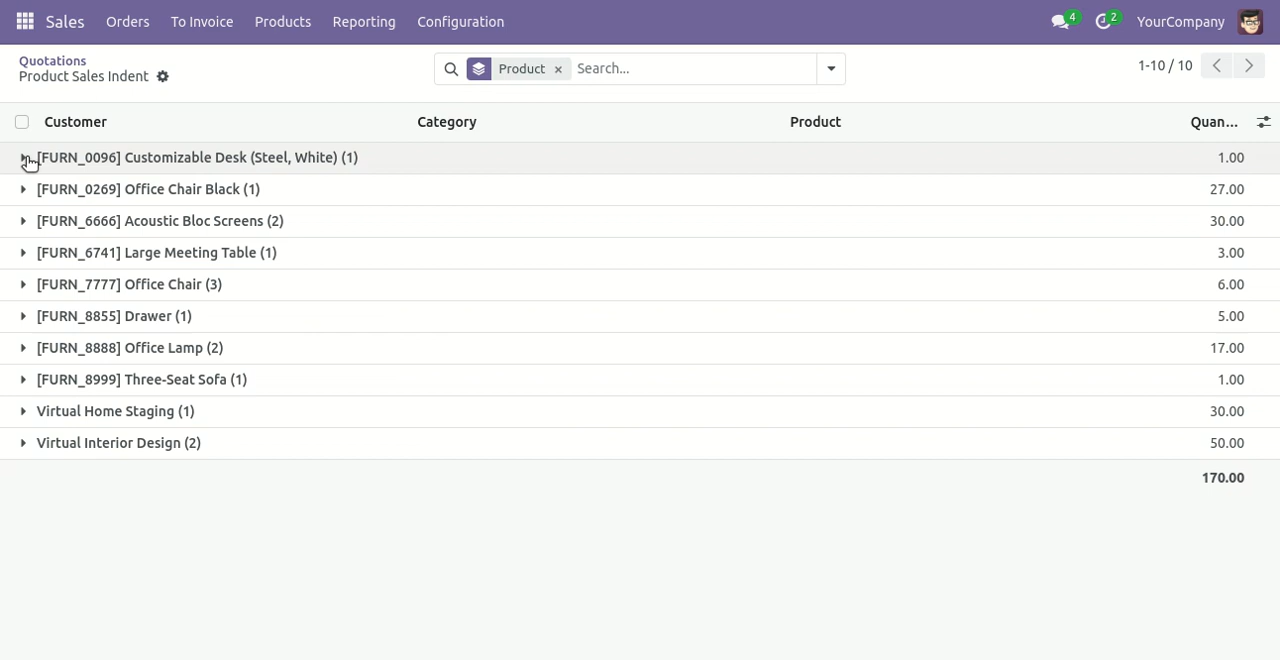 Sales Orders To Invoice Products Reporting Configuration 4 2 YourCompany
Quotations
Product Sales Indent
Product × Search...
1-10 / 10
Customer Category Product Quan...
[FURN_0096] Customizable Desk (Steel, White) (1) 1.00
[FURN_0269] Office Chair Black (1) 27.00
[FURN_6666] Acoustic Bloc Screens (2) 30.00
[FURN_6741] Large Meeting Table (1) 3.00
[FURN_7777] Office Chair (3) 6.00
[FURN_8855] Drawer (1) 5.00
[FURN_8888] Office Lamp (2) 17.00
[FURN_8999] Three-Seat Sofa (1) 1.00
Virtual Home Staging (1) 30.00
Virtual Interior Design (2) 50.00
170.00